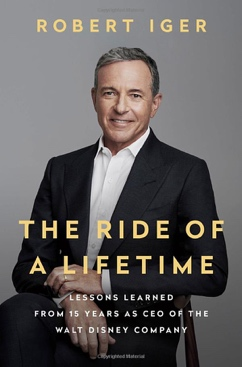 ROBERT IGER
THE RIDE OF
A LIFETIME
LESSONS LEARNED
FROM 15 YEARS AS CEO OF THE
WALT DISNEY COMPANY